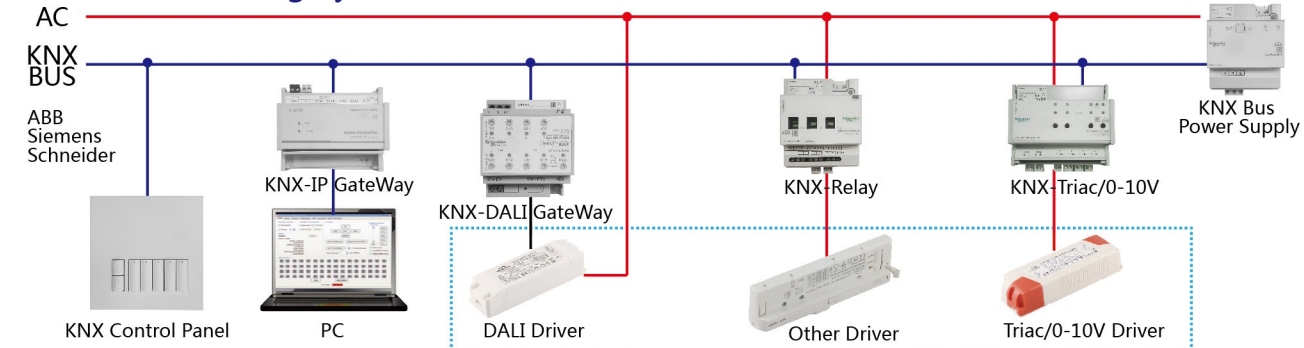 AC
KNX
BUS
ABB
Siemens
Schneider
KNX Bus
Power Supply
KNX-IP GateWay
KNX-DALI GateWay
KNX-Relay
KNX-Triac/0-10V
KNX Control Panel
PC
DALI Driver
Other Driver
Triac/0-10V Driver